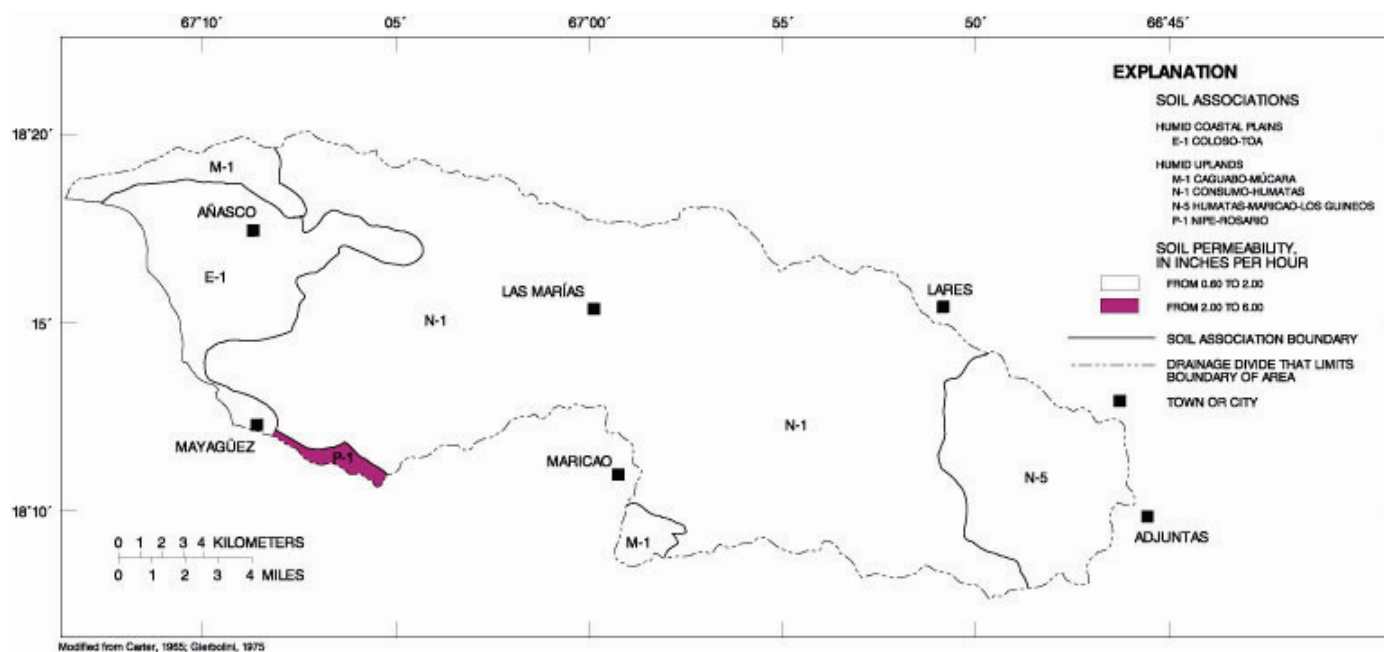 67°10´ 05´ 67°00´ 55´ 50´ 66°45´
EXPLANATION
SOIL ASSOCIATIONS
HUMID COASTAL PLAINS
E-1 COLOSO-TOA
HUMID UPLANDS
M-1 CAGUABO-MÚCARA
N-1 CONSUMO-HUMATAS
N-5 HUMATAS-MARICAO-LOS GUINEOS
P-1 NIPE-ROSARIO
SOIL PERMEABILITY,
IN INCHES PER HOUR
FROM 0.60 TO 2.00
FROM 2.00 TO 6.00
SOIL ASSOCIATION BOUNDARY
DRAINAGE DIVIDE THAT LIMITS
BOUNDARY OF AREA
TOWN OR CITY
18°20´
M-1
AÑASCO
E-1
LAS MARÍAS
LARES
15´
N-1
N-1
MAYAGÜEZ
P-1
MARICAO
N-5
18°10´
M-1
ADJUNTAS
0 1 2 3 4 KILOMETERS
0 1 2 3 4 MILES
Modified from Carter, 1965; Gierbolini, 1975